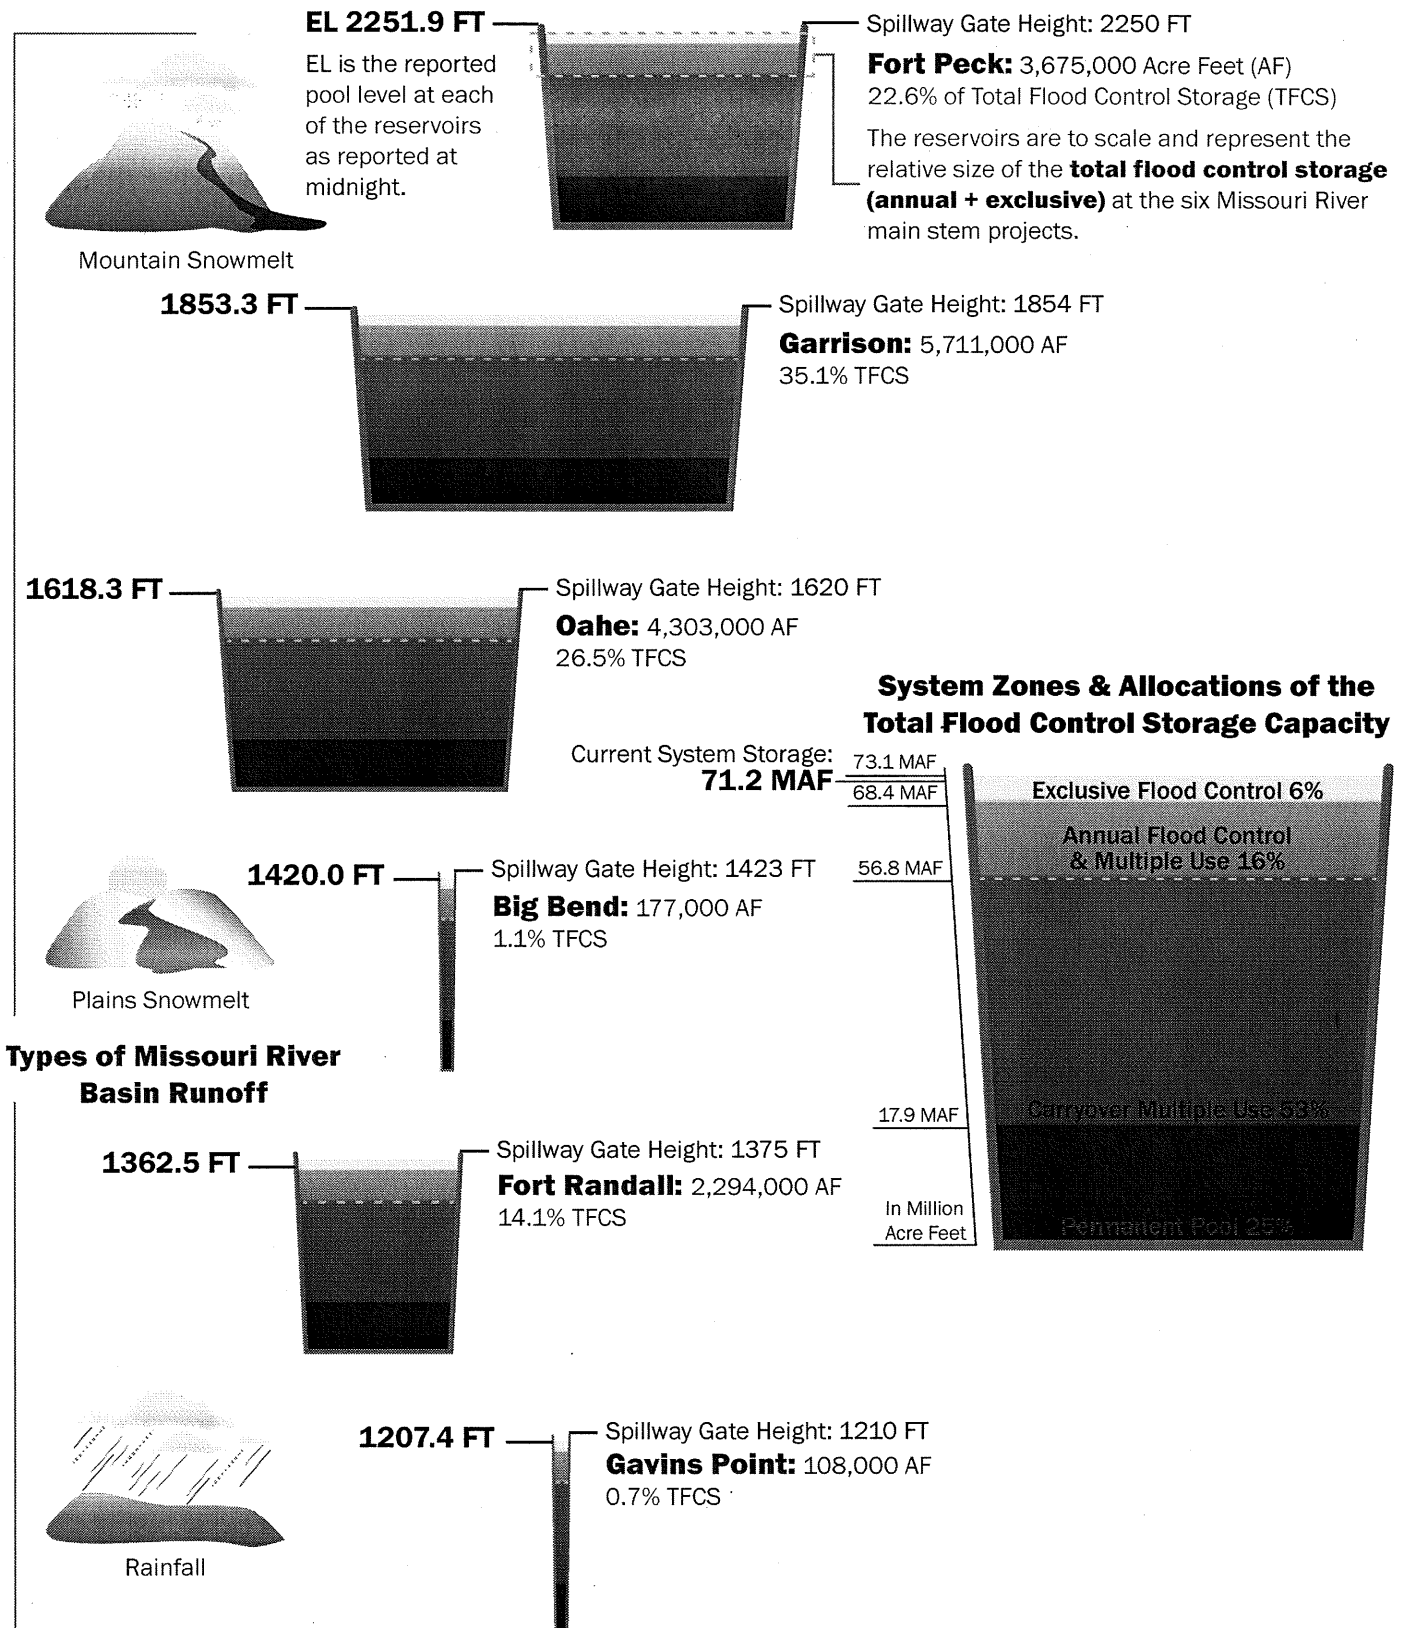 EL 2251.9 FT
EL is the reported
pool level at each
of the reservoirs
as reported at
midnight.
Spillway Gate Height: 2250 FT
Fort Peck: 3,675,000 Acre Feet (AF)
22.6% of Total Flood Control Storage (TFCS)
The reservoirs are to scale and represent the
relative size of the total flood control storage
(annual + exclusive) at the six Missouri River
main stem projects.
Mountain Snowmelt
1853.3 FT
Spillway Gate Height: 1854 FT
Garrison: 5,711,000 AF
35.1% TFCS
1618.3 FT
Spillway Gate Height: 1620 FT
Oahe: 4,303,000 AF
26.5% TFCS
System Zones & Allocations of the
Total Flood Control Storage Capacity
Current System Storage:
71.2 MAF
73.1 MAF
68.4 MAF
56.8 MAF
17.9 MAF
In Million
Acre Feet
Exclusive Flood Control 6%
Annual Flood Control
& Multiple Use 16%
Carryover Multiple Use 53%
Permanent Pool 25%
1420.0 FT
Spillway Gate Height: 1423 FT
Big Bend: 177,000 AF
1.1% TFCS
Plains Snowmelt
Types of Missouri River
Basin Runoff
1362.5 FT
Spillway Gate Height: 1375 FT
Fort Randall: 2,294,000 AF
14.1% TFCS
1207.4 FT
Spillway Gate Height: 1210 FT
Gavins Point: 108,000 AF
0.7% TFCS
Rainfall